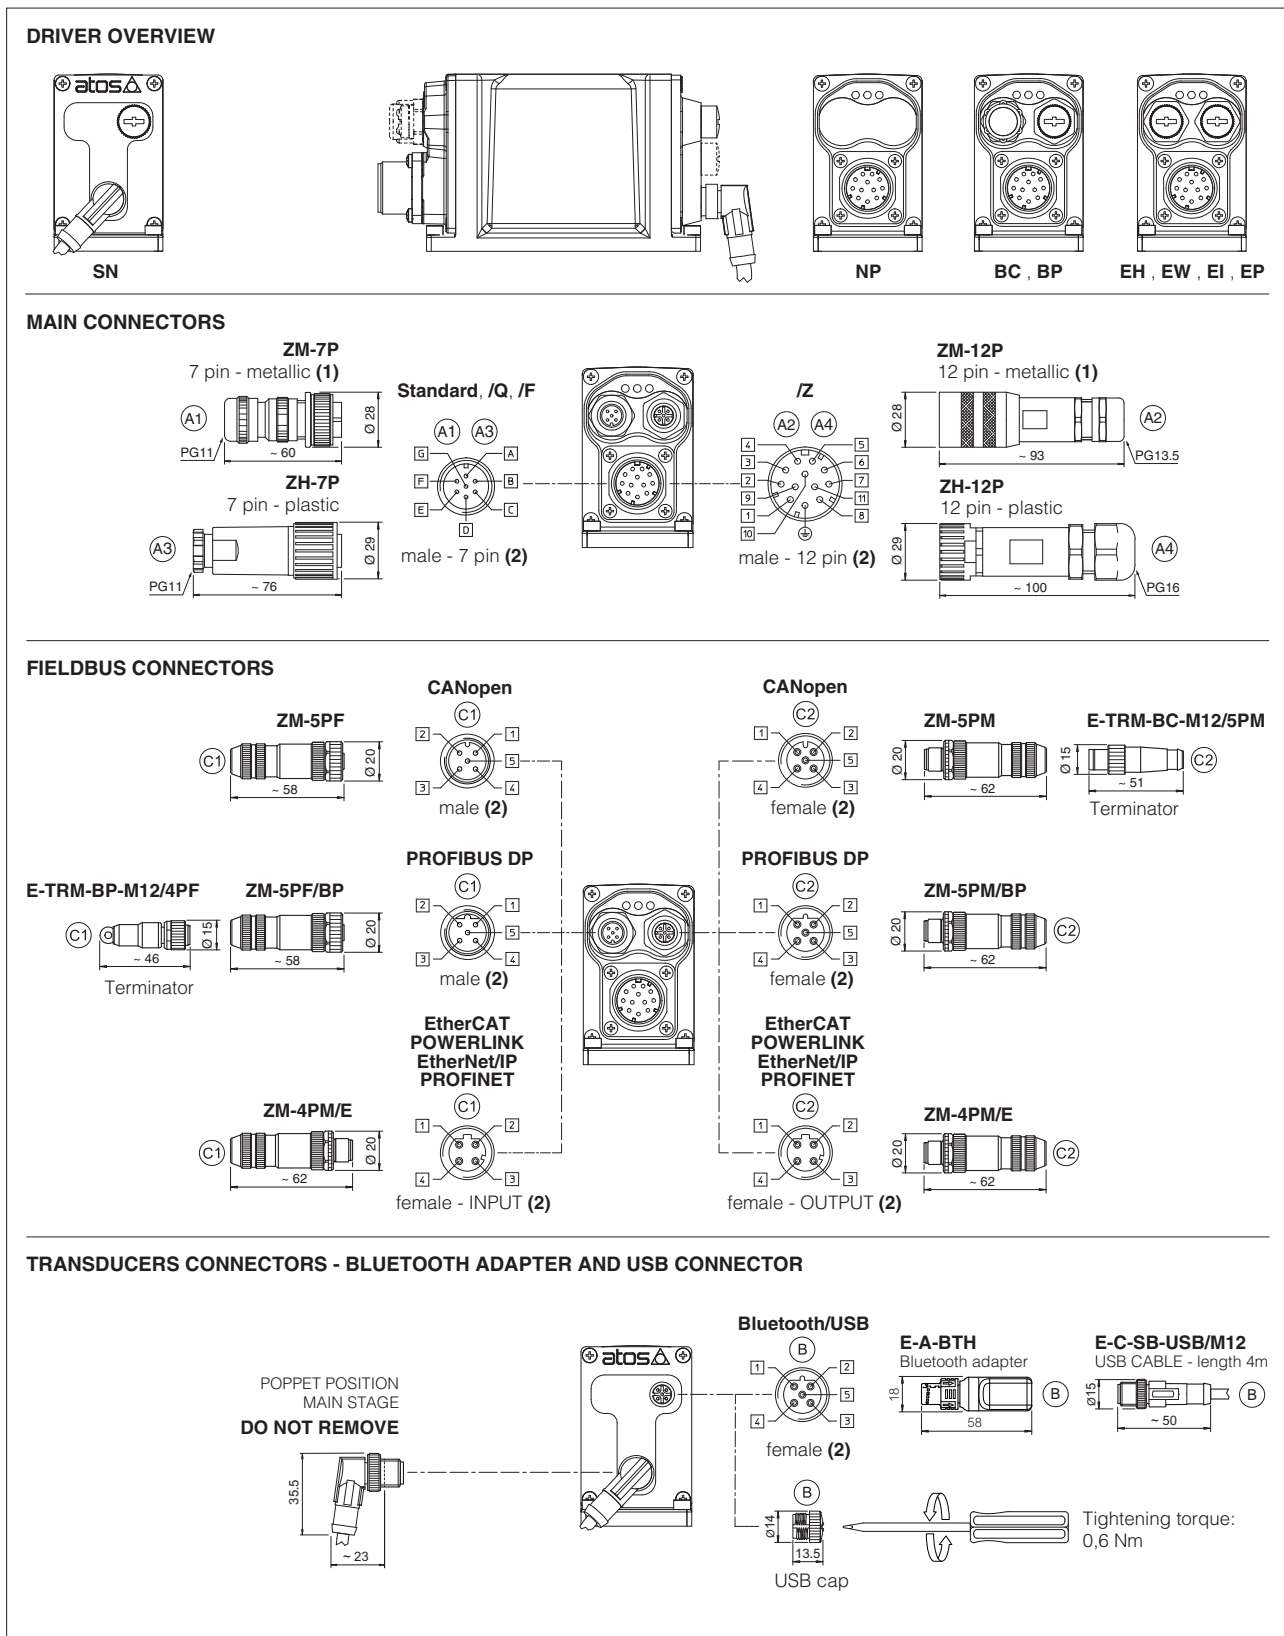 DRIVER OVERVIEW
atos
SN
NP
BC , BP
EH , EW , EI , EP
MAIN CONNECTORS
ZM-7P
7 pin - metallic (1)
A1
PG11
~ 60
Ø 28
ZH-7P
7 pin - plastic
A3
PG11
~ 76
Ø 29
Standard, /Q, /F
A1 A3
G A
F B
E C
D
male - 7 pin (2)
/Z
A2 A4
4 5
3 6
2 7
9 11
1 8
10
male - 12 pin (2)
ZM-12P
12 pin - metallic (1)
Ø 28
A2
~ 93
PG13.5
ZH-12P
12 pin - plastic
Ø 29
A4
~ 100
PG16
FIELDBUS CONNECTORS
ZM-5PF
C1
Ø 20
~ 58
CANopen
C1
2 1
5
3 4
male (2)
CANopen
C2
1 2
5
4 3
female (2)
ZM-5PM
Ø 20
~ 62
E-TRM-BC-M12/5PM
Ø 15
C2
~ 51
Terminator
E-TRM-BP-M12/4PF
C1
Ø 15
~ 46
Terminator
ZM-5PF/BP
Ø 20
~ 58
PROFIBUS DP
C1
2 1
5
3 4
male (2)
PROFIBUS DP
C2
1 2
5
4 3
female (2)
ZM-5PM/BP
Ø 20
C2
~ 62
ZM-4PM/E
C1
Ø 20
~ 62
EtherCAT
POWERLINK
EtherNet/IP
PROFINET
C1
1 2
4 3
female - INPUT (2)
EtherCAT
POWERLINK
EtherNet/IP
PROFINET
C2
1 2
4 3
female - OUTPUT (2)
ZM-4PM/E
Ø 20
C2
~ 62
TRANSDUCERS CONNECTORS - BLUETOOTH ADAPTER AND USB CONNECTOR
POPPET POSITION
MAIN STAGE
DO NOT REMOVE
35.5
~ 23
atos
Bluetooth/USB
B
1 2
5
4 3
female (2)
E-A-BTH
Bluetooth adapter
18
B
58
E-C-SB-USB/M12
USB CABLE - length 4m
Ø15
B
~ 50
B
Ø14
13.5
USB cap
Tightening torque:
0,6 Nm